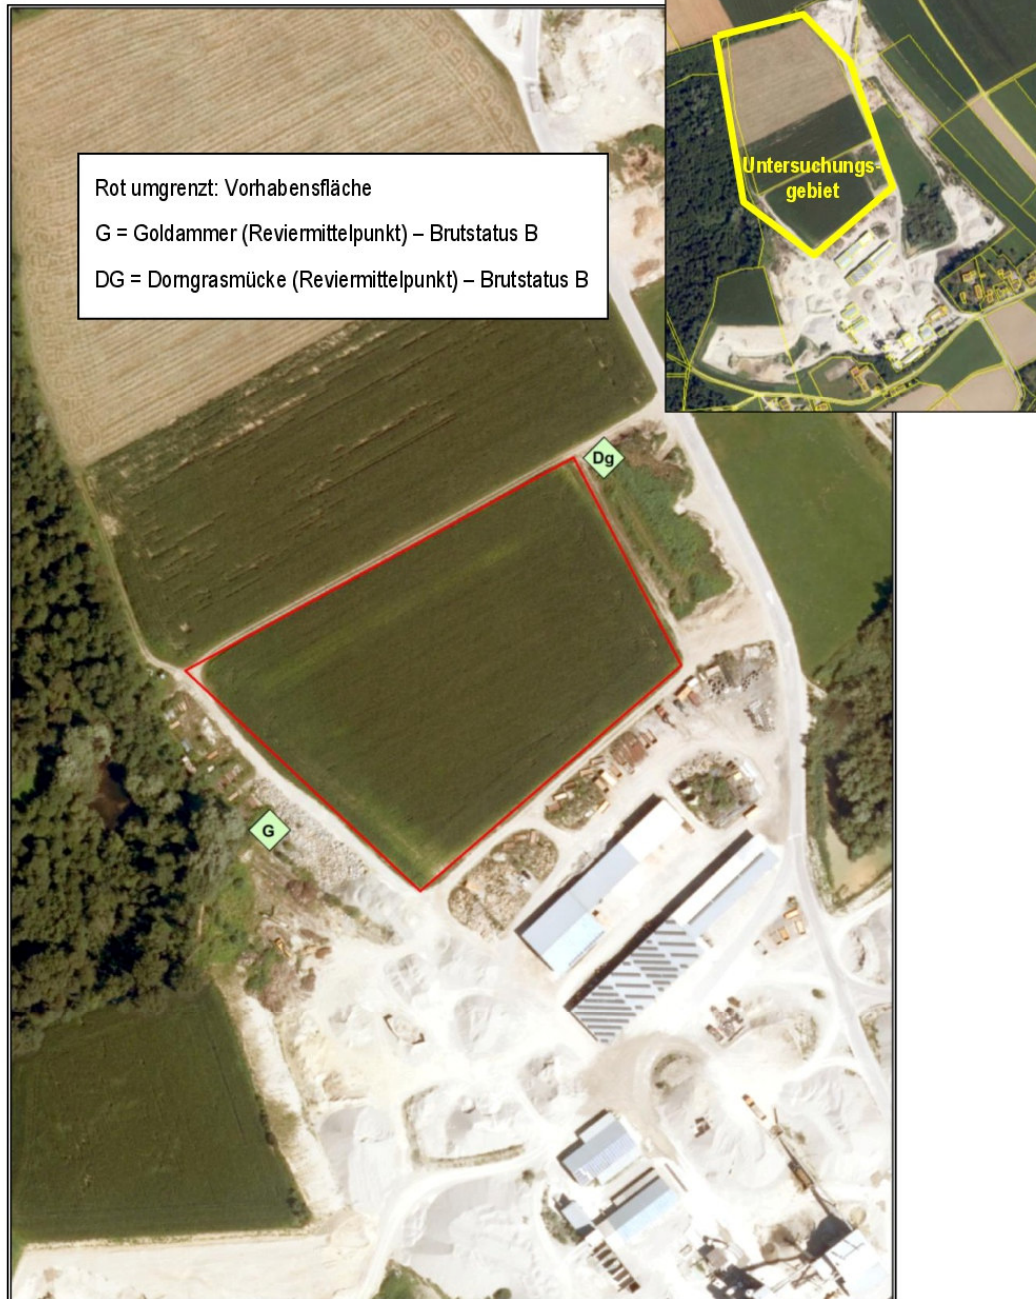 Rot umgrenzt: Vorhabensfläche
G = Goldammer (Reviermittelpunkt) – Brutstatus B
DG = Dorngrasmücke (Reviermittelpunkt) – Brutstatus B
Untersuchungs-
gebiet
Dg
G